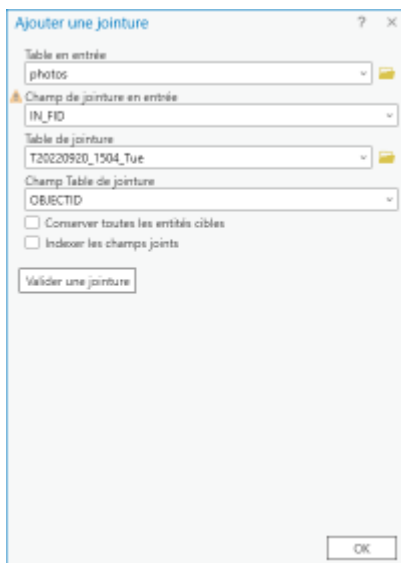 Ajouter une jointure ? ×
Table en entrée
photos
Champ de jointure en entrée
IN_FID
Table de jointure
T20220920_1504_Tue
Champ Table de jointure
OBJECTID
Conserver toutes les entités cibles
Indexer les champs joints
Valider une jointure
OK